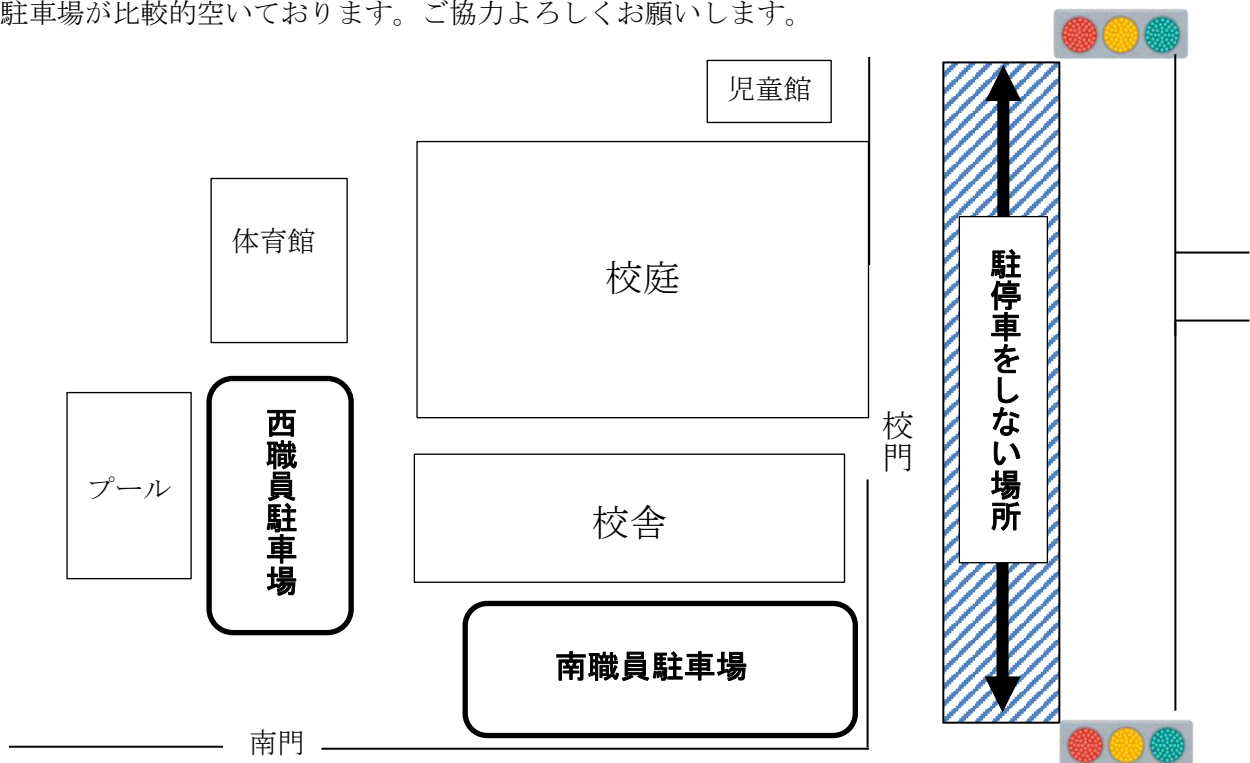 駐車場が比較的空いております。ご協力よろしくお願いします。
児童館
体育館
校庭
駐停車をしない場所
西職員駐車場
校門
プール
校舎
南職員駐車場
南門